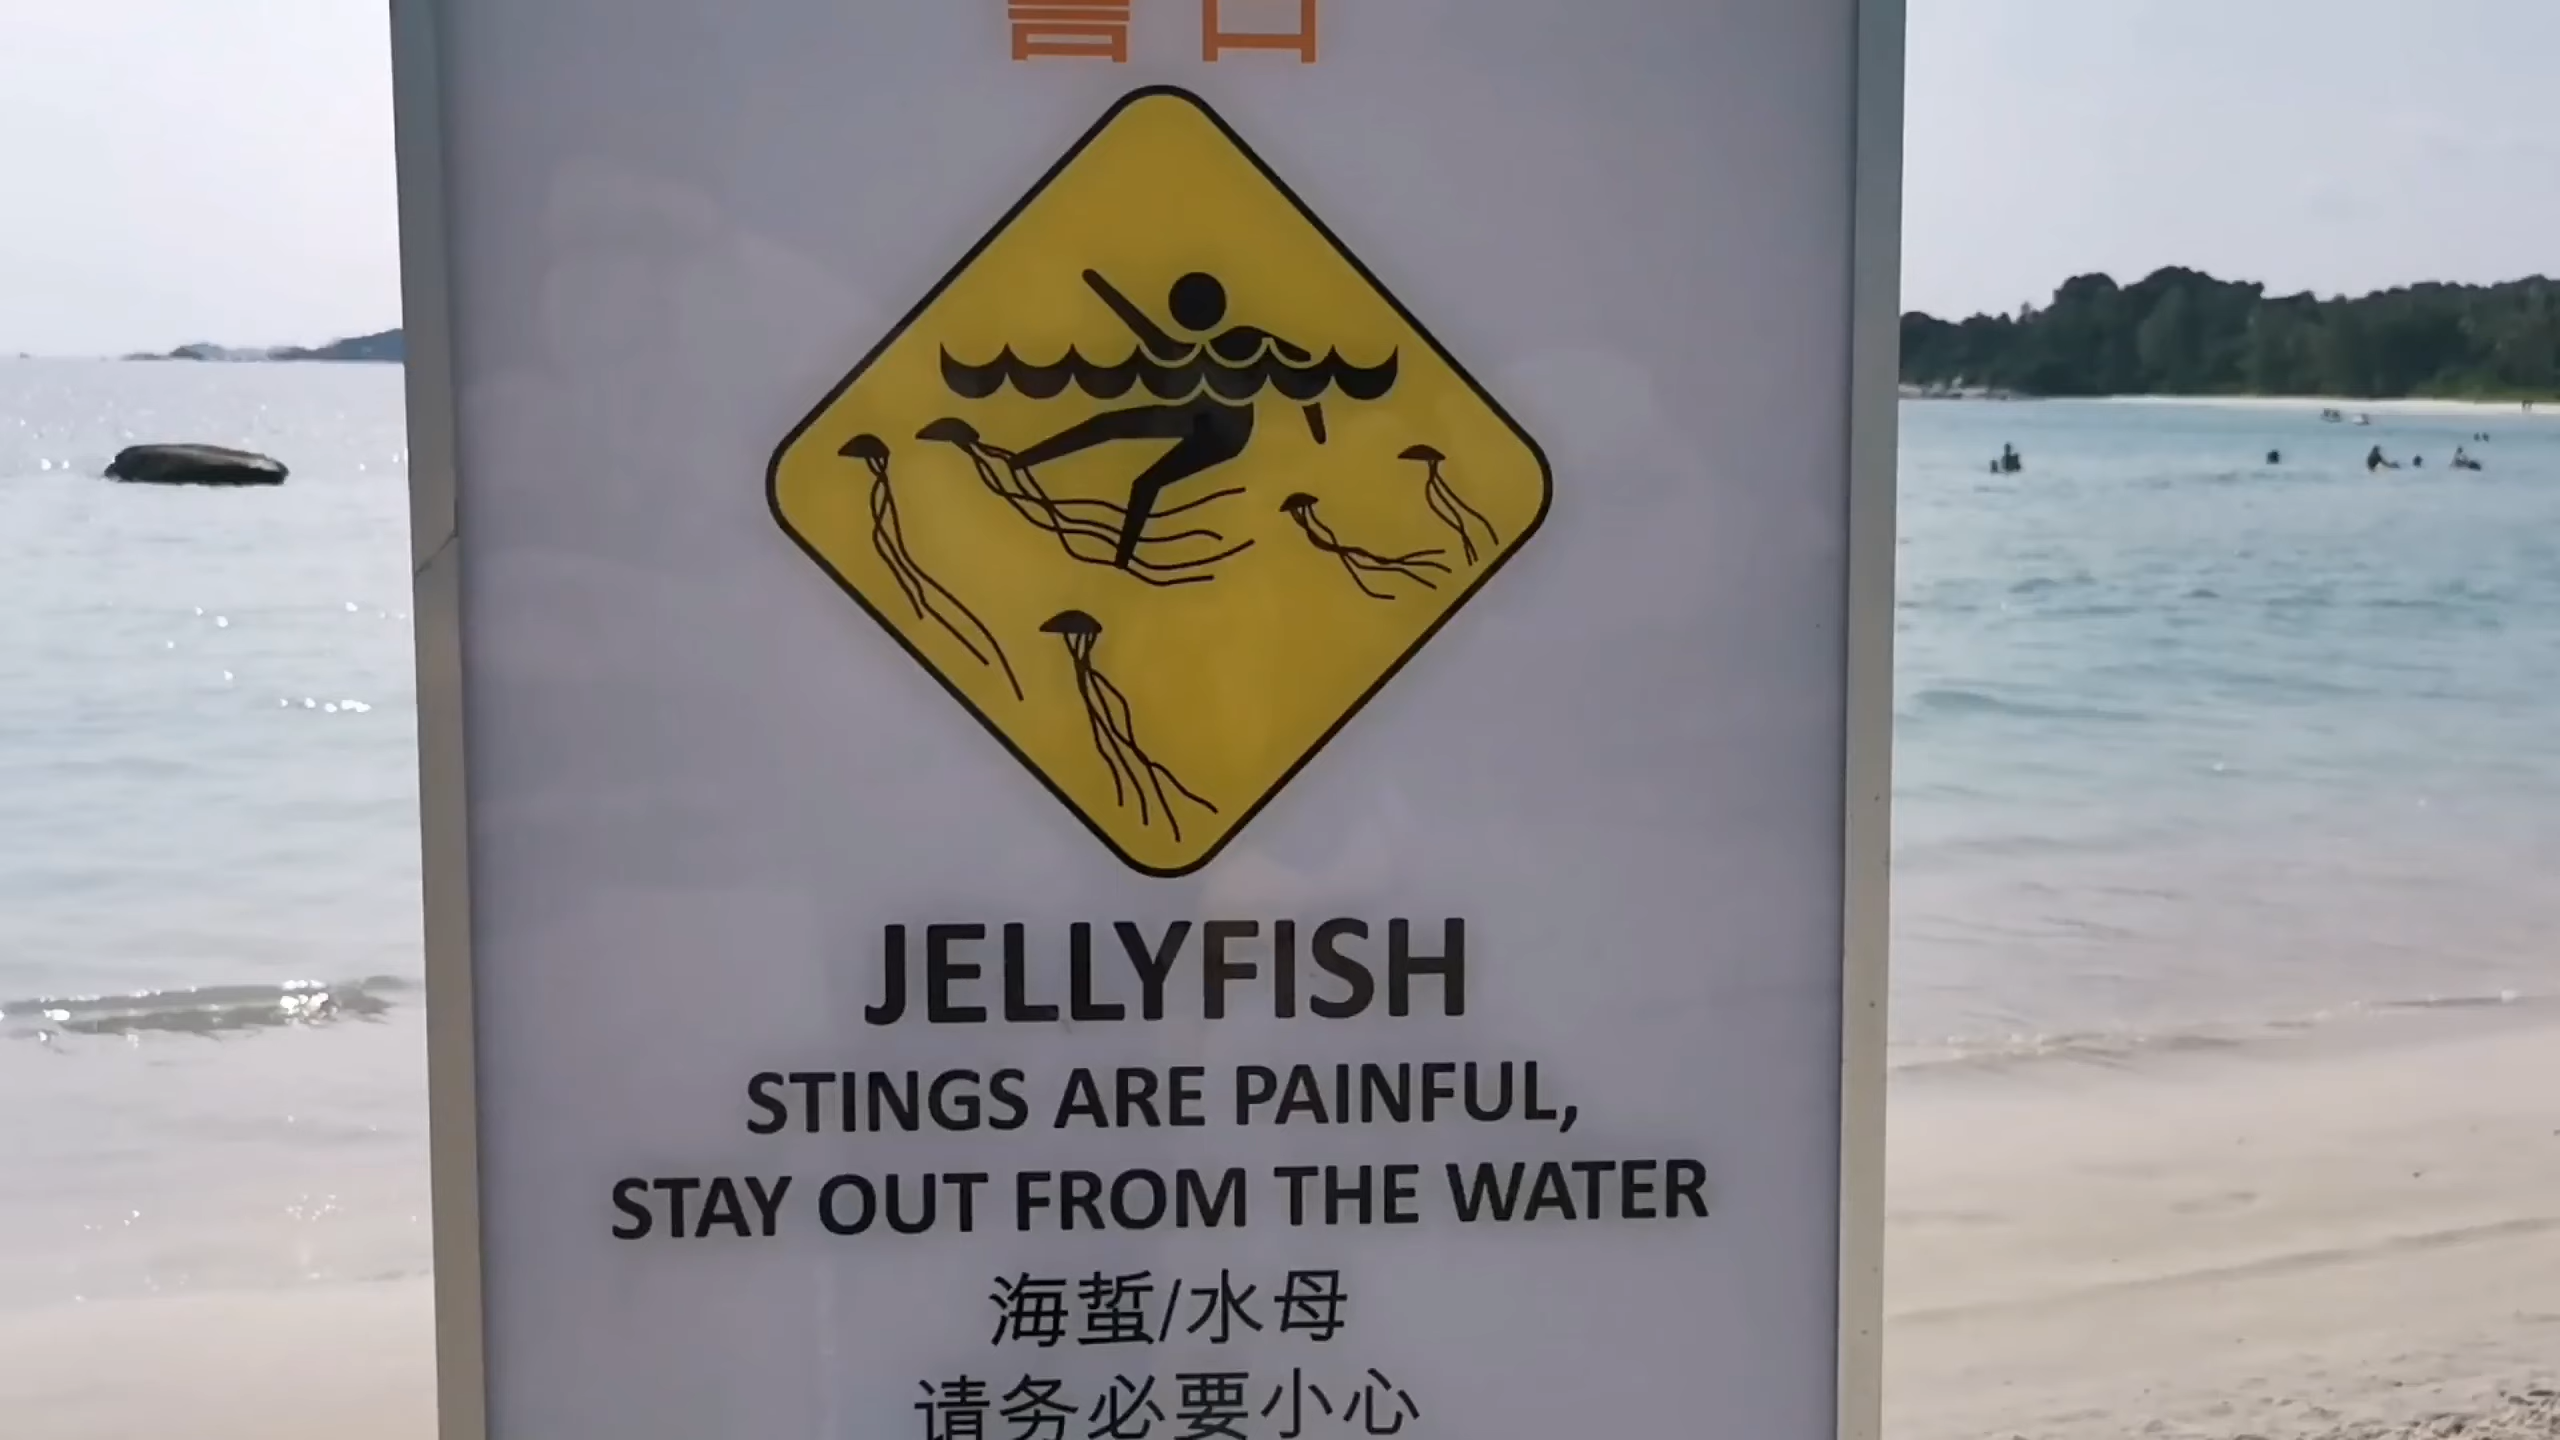 JELLYFISH
STINGS ARE PAINFUL,
STAY OUT FROM THE WATER
海蜇/水母
请务必要小心